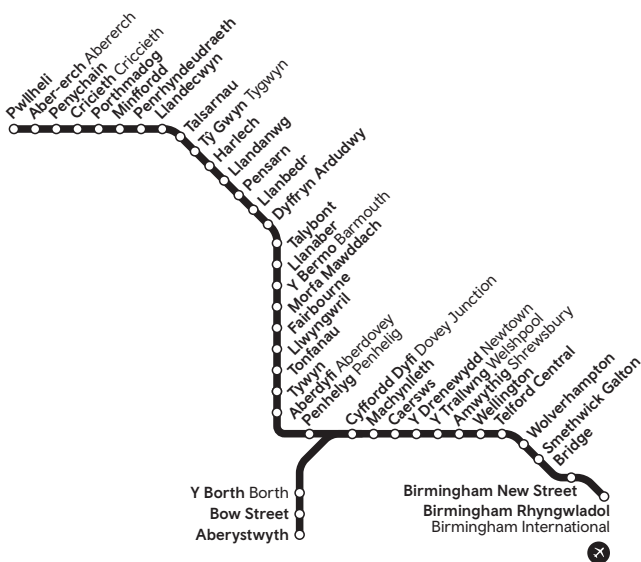 Pwllheli
Aber-erch Abererch
Penychain
Cricieth Criccieth
Porthmadog
Minffordd
Penrhyndeudraeth
Llandecwyn
Talsarnau
Tŷ Gwyn Tygwyn
Harlech
Llandanwg
Pensarn
Llanbedr
Dyffryn Ardudwy
Talybont
Llanaber
Y Bermo Barmouth
Morfa Mawddach
Fairbourne
Llwyngwril
Tonfanau
Tywyn
Aberdyfi Aberdovey
Penhelyg Penhelig
Cyffordd Dyfi Dovey Junction
Machynlleth
Caersws
Y Drenewydd Newtown
Y Trallwng Welshpool
Amwythig Shrewsbury
Wellington
Telford Central
Wolverhampton
Smethwick Galton
Bridge
Birmingham New Street
Birmingham Rhyngwladol
Birmingham International
Y Borth Borth
Bow Street
Aberystwyth